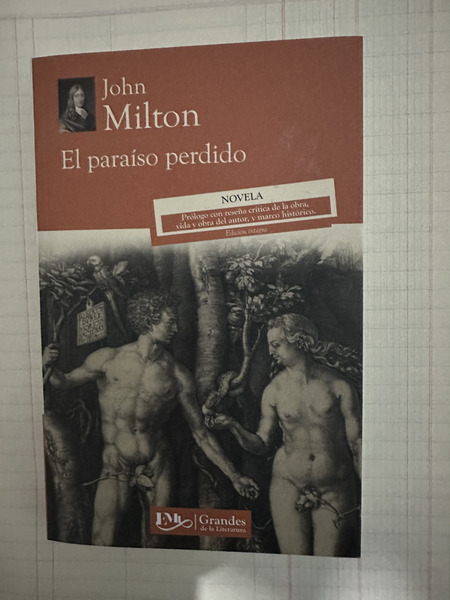 John
Milton
El paraíso perdido
NOVELA
Prólogo con reseña crítica de la obra,
vida y obra del autor, y marco histórico.
Edición íntegra
EMU
Grandes
de la Literatura